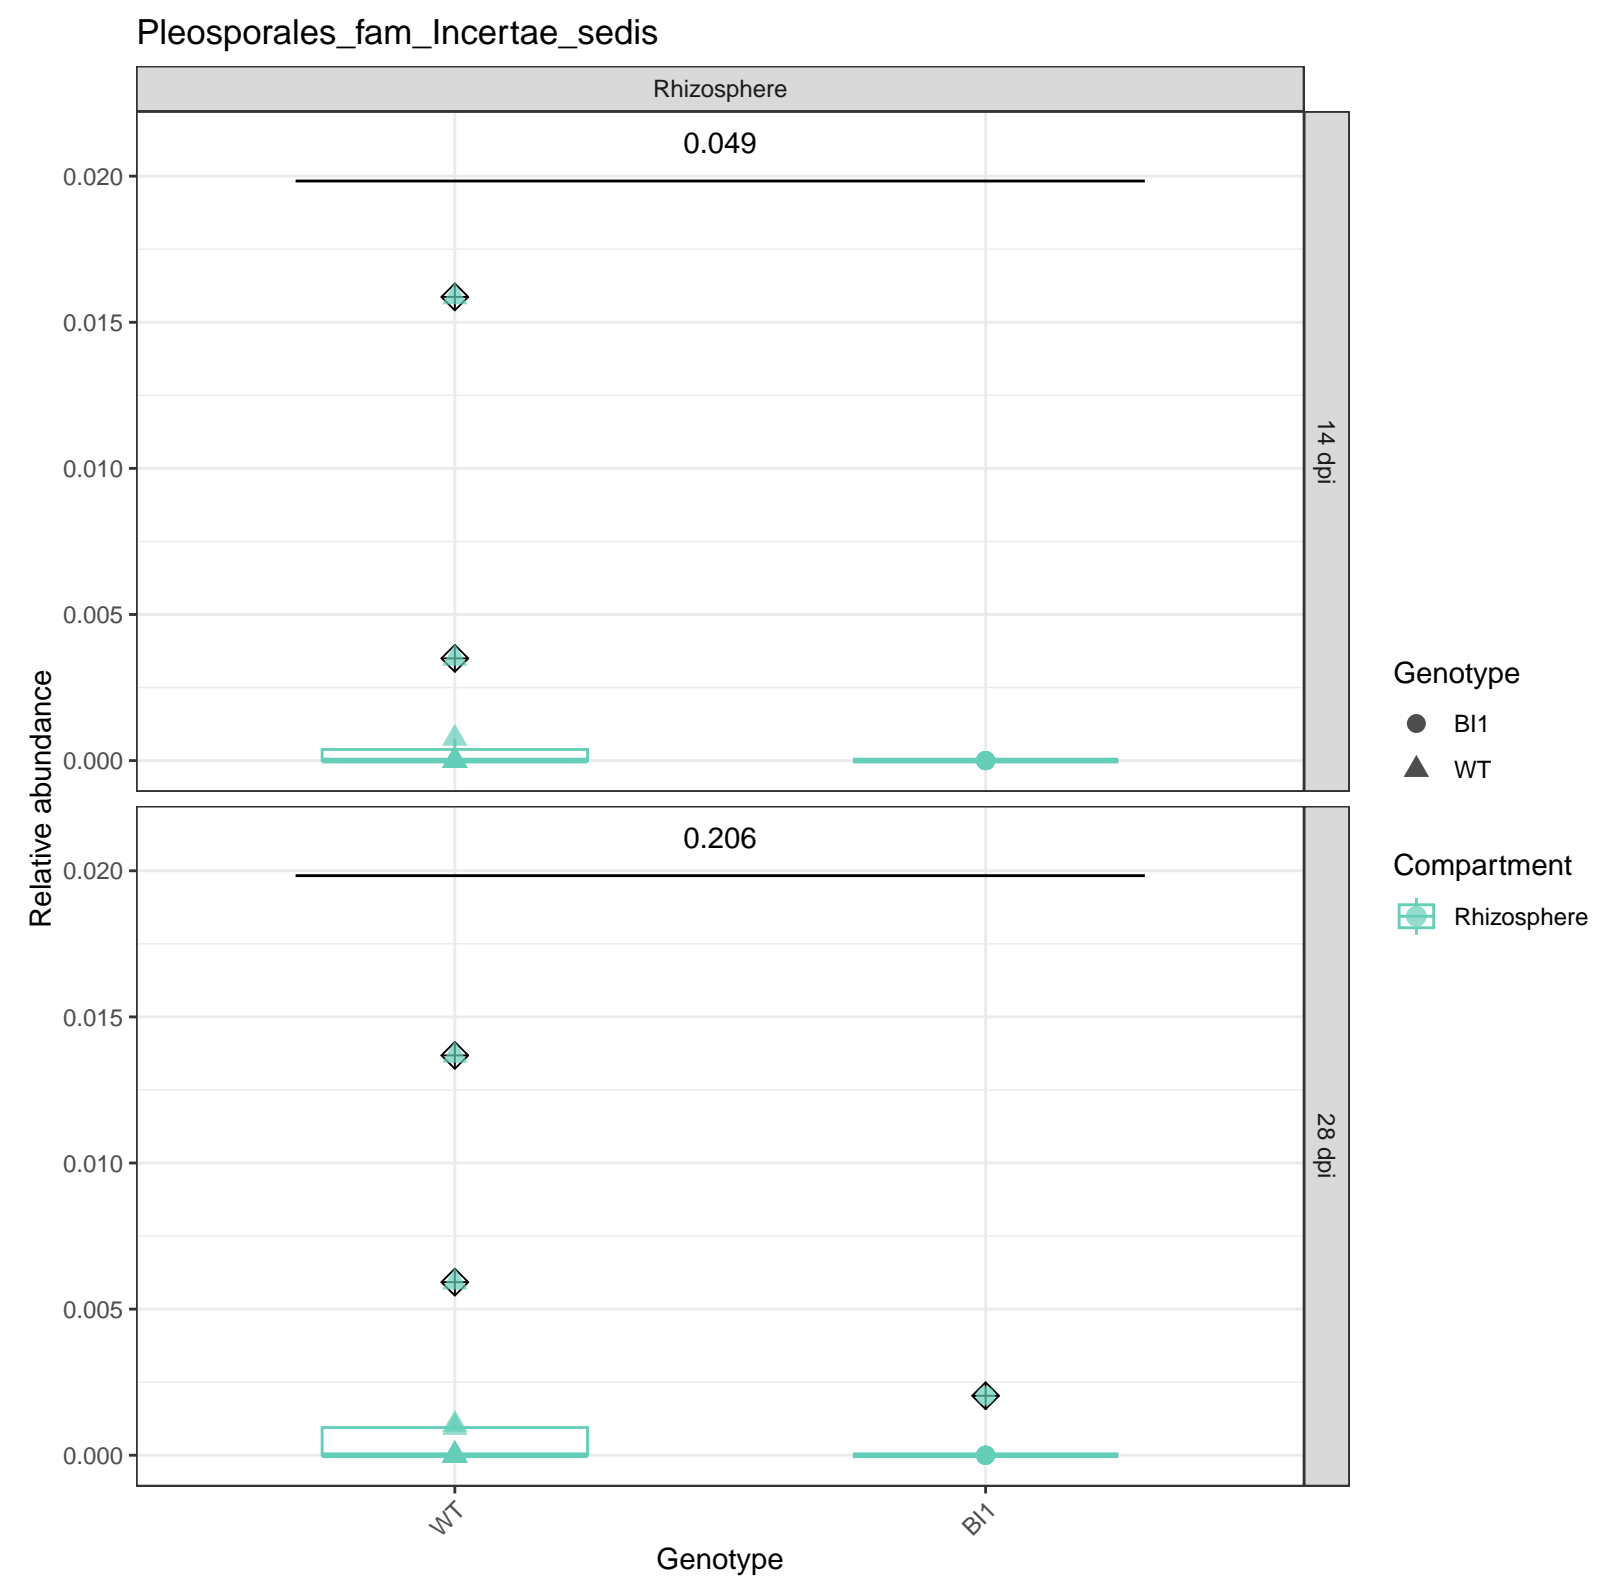 Pleosporales_fam_Incertae_sedis
Rhizosphere
0.049
0.020
0.015
0.010
0.005
0.000
14 dpi
0.206
0.020
0.015
0.010
0.005
0.000
28 dpi
Relative abundance
WT
BI1
Genotype
Genotype
BI1
WT
Compartment
Rhizosphere